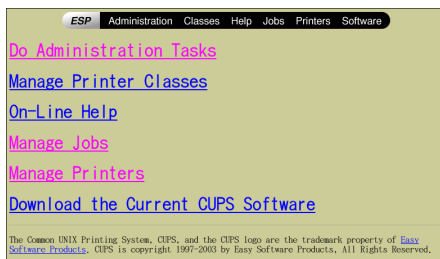 ESP Administration Classes Help Jobs Printers Software
Do Administration Tasks
Manage Printer Classes
On-Line Help
Manage Jobs
Manage Printers
Download the Current CUPS Software
The Common UNIX Printing System, CUPS, and the CUPS logo are the trademark property of Easy
Software Products. CUPS is copyright 1997-2003 by Easy Software Products, All Rights Reserved.